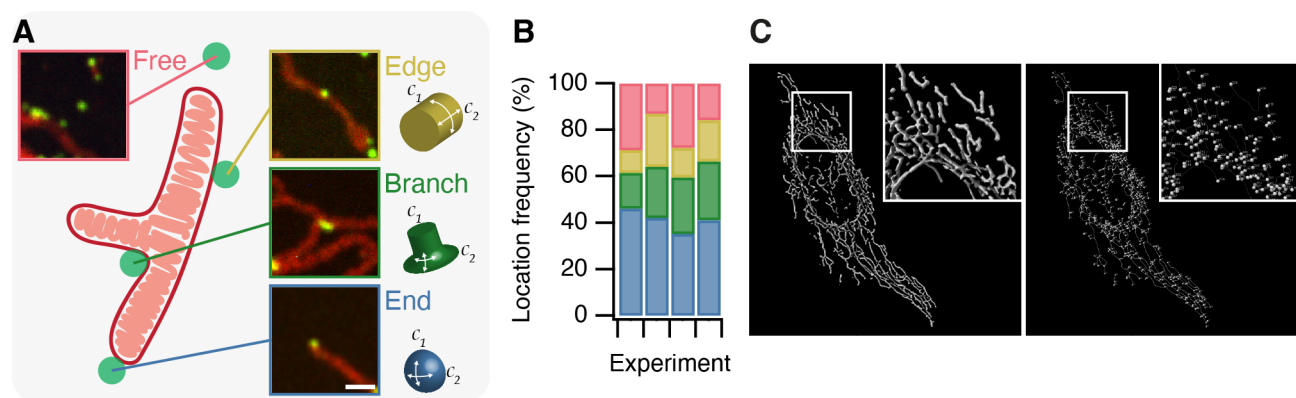 A
Free
Edge
c1
c2
Branch
c1
c2
End
c1
c2
B
Location frequency (%)
100
80
60
40
20
0
Experiment
C